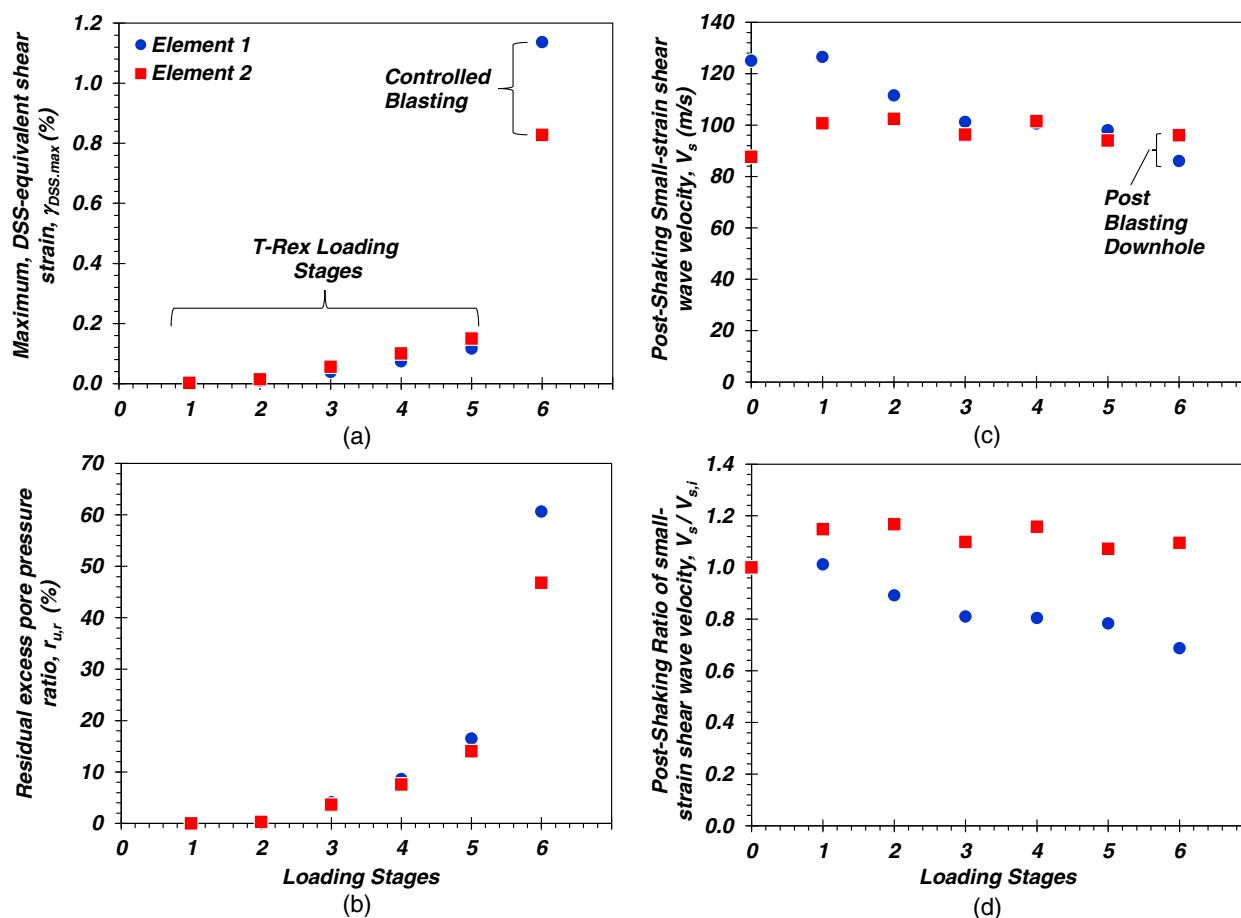 Maximum, DSS-equivalent shear
strain, γDSS.max (%)
1.2
1.0
0.8
0.6
0.4
0.2
0.0
Element 1
Element 2
Controlled
Blasting
T-Rex Loading
Stages
0 1 2 3 4 5 6
(a)
Residual excess pore pressure
ratio, ru,r (%)
70
60
50
40
30
20
10
0
0 1 2 3 4 5 6
Loading Stages
(b)
Post-Shaking Small-strain shear
wave velocity, Vs (m/s)
140
120
100
80
60
40
20
0
Post
Blasting
Downhole
0 1 2 3 4 5 6
(c)
Post-Shaking Ratio of small-
strain shear wave velocity, Vs / Vs,i
1.4
1.2
1.0
0.8
0.6
0.4
0.2
0.0
0 1 2 3 4 5 6
Loading Stages
(d)